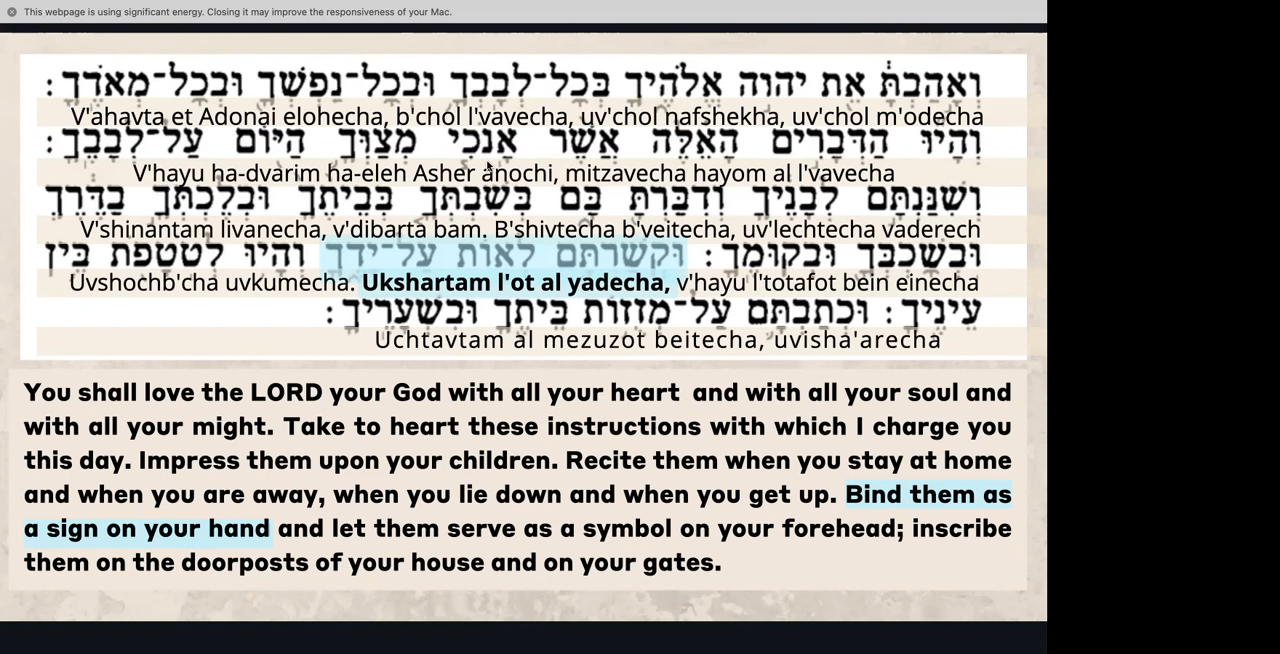 This webpage is using significant energy. Closing it may improve the responsiveness of your Mac.
וְאָהַבְתָּ֔ אֵת יהוה אֱלֹהֶיךָ בְּכׇל־לְבָבְךָ וּבְכׇל־נַפְשְׁךָ וּבְכׇל־מְאֹדֶךָ׃
V'ahavta et Adonai elohecha, b'chol l'vavecha, uv'chol nafshekha, uv'chol m'odecha
וְהָיוּ הַדְּבָרִים הָאֵלֶּה אֲשֶׁר אָנֹכִי מְצַוְּךָ הַיּוֹם עַל־לְבָבֶךָ׃
V'hayu ha-dvarim ha-eleh Asher anochi, mitzavecha hayom al l'vavecha
וְשִׁנַּנְתָּם לְבָנֶיךָ וְדִבַּרְתָּ בָּם בְּשִׁבְתְּךָ בְּבֵיתֶךָ וּבְלֶכְתְּךָ בַדֶּרֶךְ
V'shinantam livanecha, v'dibarta bam. B'shivtecha b'veitecha, uv'lechtecha vaderech
וּבְשׇׁכְבְּךָ וּבְקוּמֶךָ׃ וּקְשַׁרְתָּם לְאוֹת עַל־יָדֶךָ וְהָיוּ לְטֹטָפֹת בֵּין
Uvshochb'cha uvkumecha. Ukshartam l'ot al yadecha, v'hayu l'totafot bein einecha
עֵינֶיךָ׃ וּכְתַבְתָּם עַל־מְזֻזוֹת בֵּיתֶךָ וּבִשְׁעָרֶיךָ׃
Uchtavtam al mezuzot beitecha, uvisha'arecha
You shall love the LORD your God with all your heart and with all your soul and
with all your might. Take to heart these instructions with which I charge you
this day. Impress them upon your children. Recite them when you stay at home
and when you are away, when you lie down and when you get up. Bind them as
a sign on your hand and let them serve as a symbol on your forehead; inscribe
them on the doorposts of your house and on your gates.